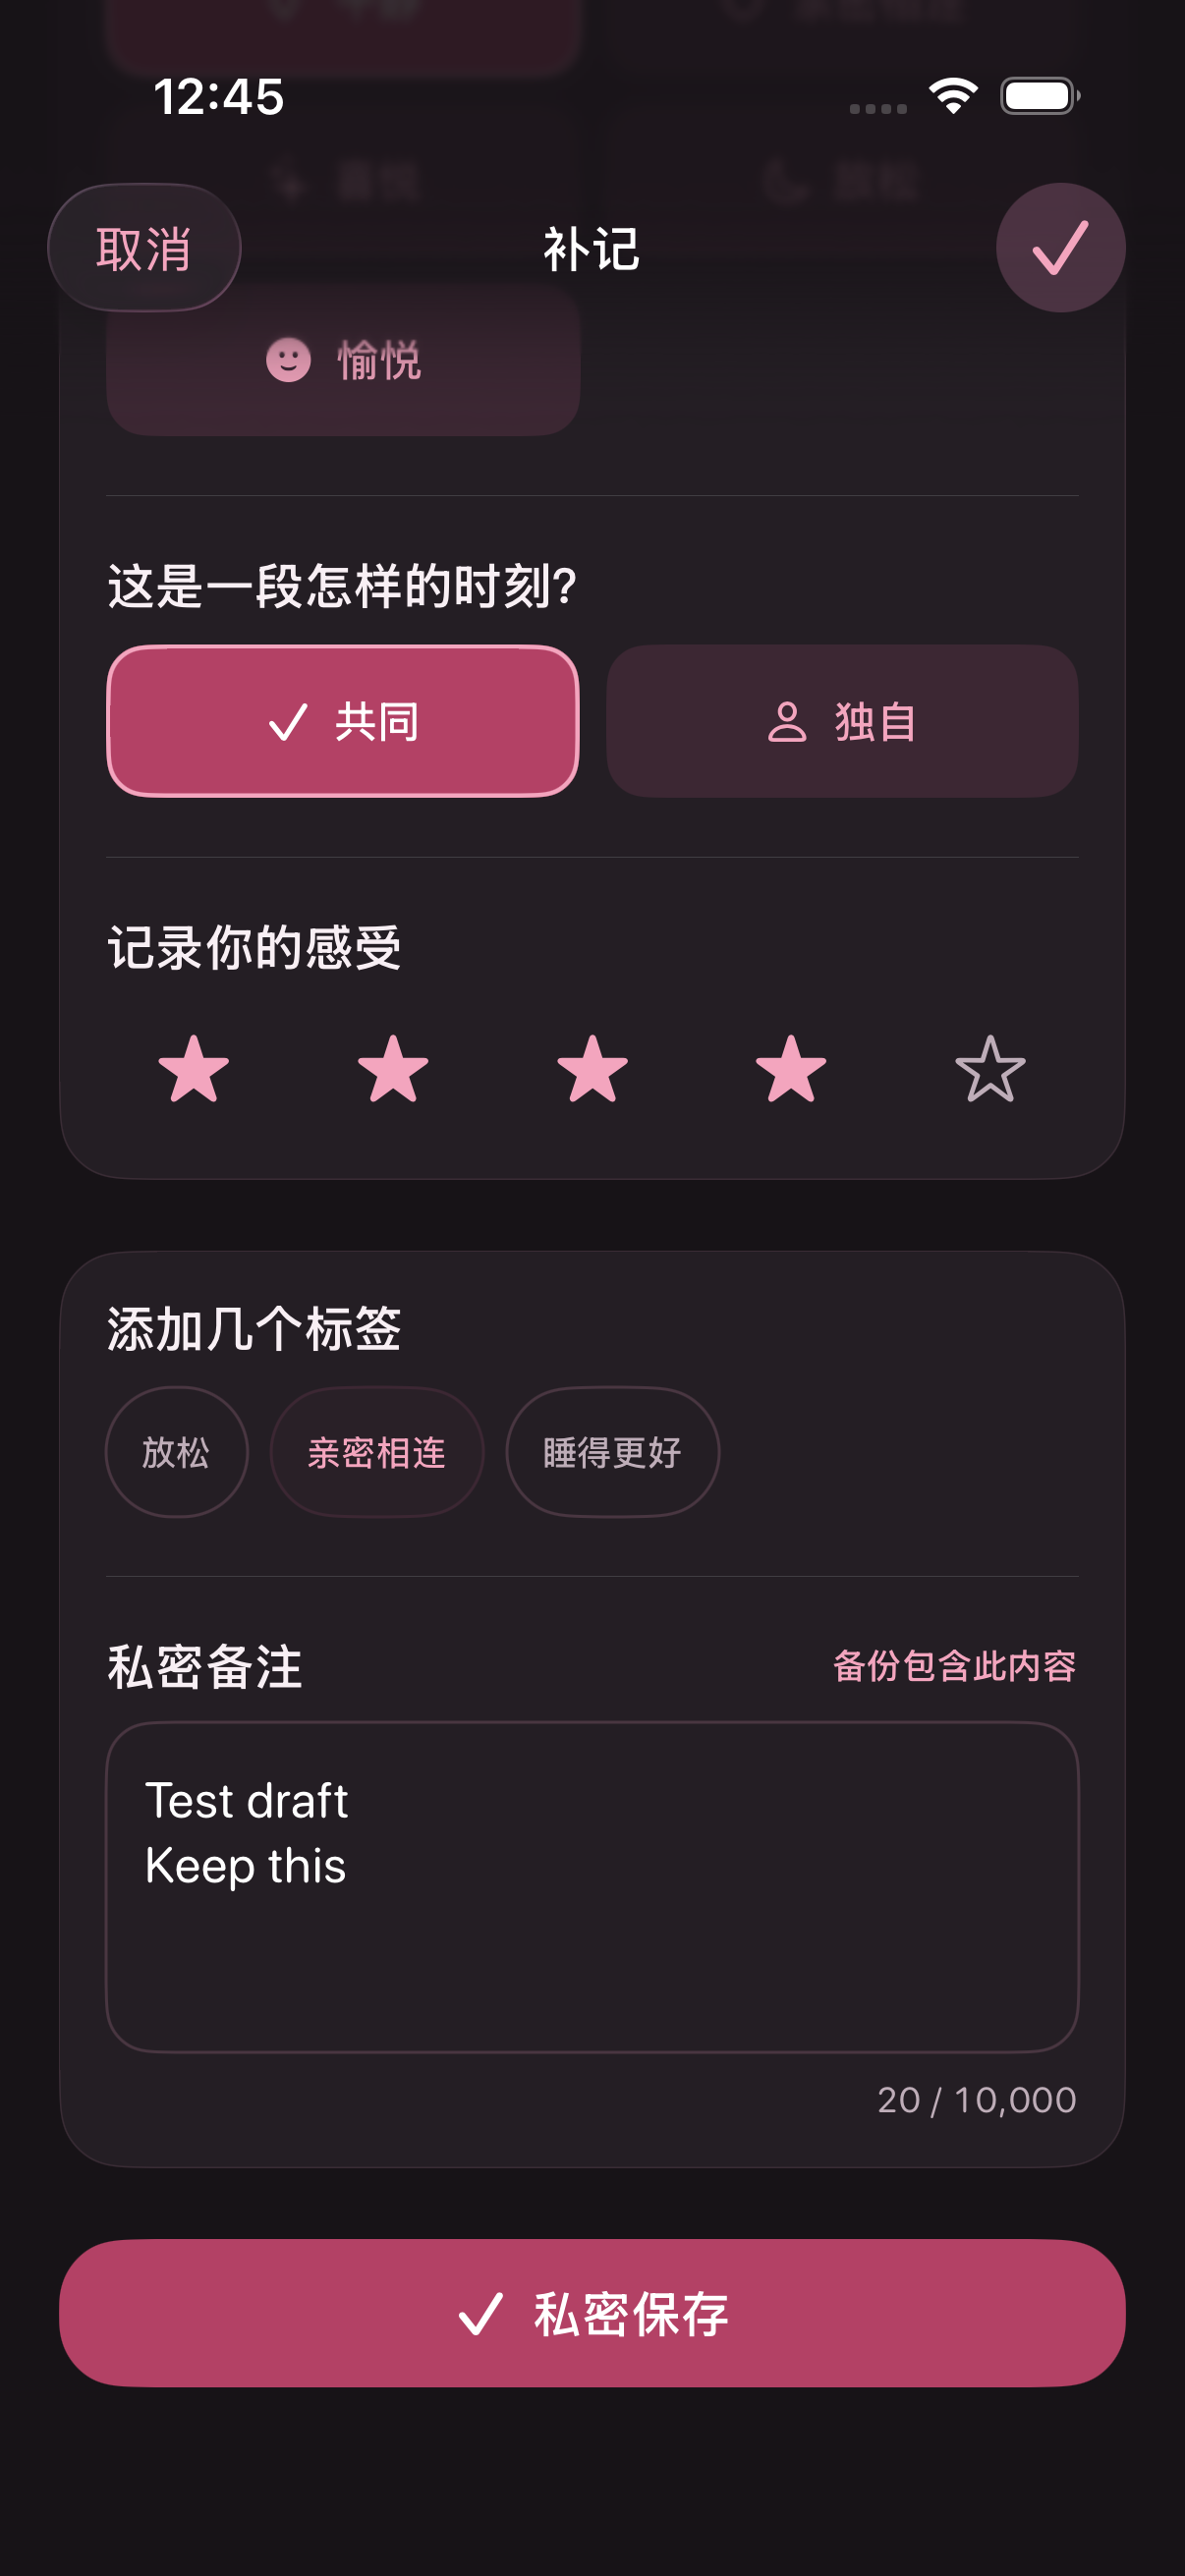 12:45
取消
补记
愉悦
这是一段怎样的时刻?
共同
独自
记录你的感受
添加几个标签
放松
亲密相连
睡得更好
私密备注
备份包含此内容
Test draft
Keep this
20 / 10,000
私密保存